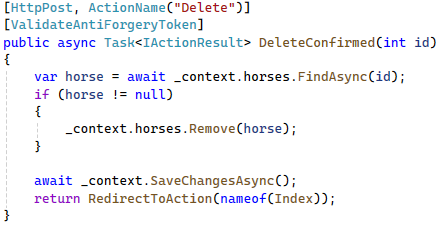 [HttpPost, ActionName("Delete")]
[ValidateAntiForgeryToken]
public async Task<IActionResult> DeleteConfirmed(int id)
{
    var horse = await _context.horses.FindAsync(id);
    if (horse != null)
    {
        _context.horses.Remove(horse);
    }

    await _context.SaveChangesAsync();
    return RedirectToAction(nameof(Index));
}